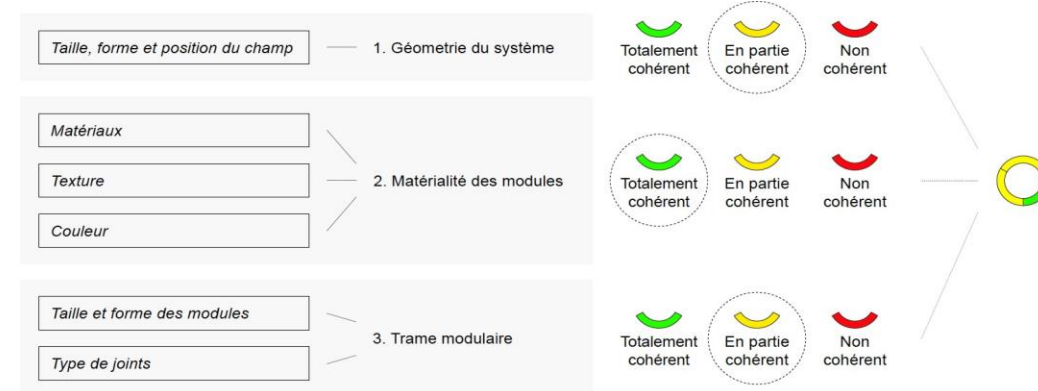 Taille, forme et position du champ
1. Géometrie du système
Totalement
cohérent
En partie
cohérent
Non
cohérent
Matériaux
Texture
Couleur
2. Matérialité des modules
Totalement
cohérent
En partie
cohérent
Non
cohérent
Taille et forme des modules
Type de joints
3. Trame modulaire
Totalement
cohérent
En partie
cohérent
Non
cohérent